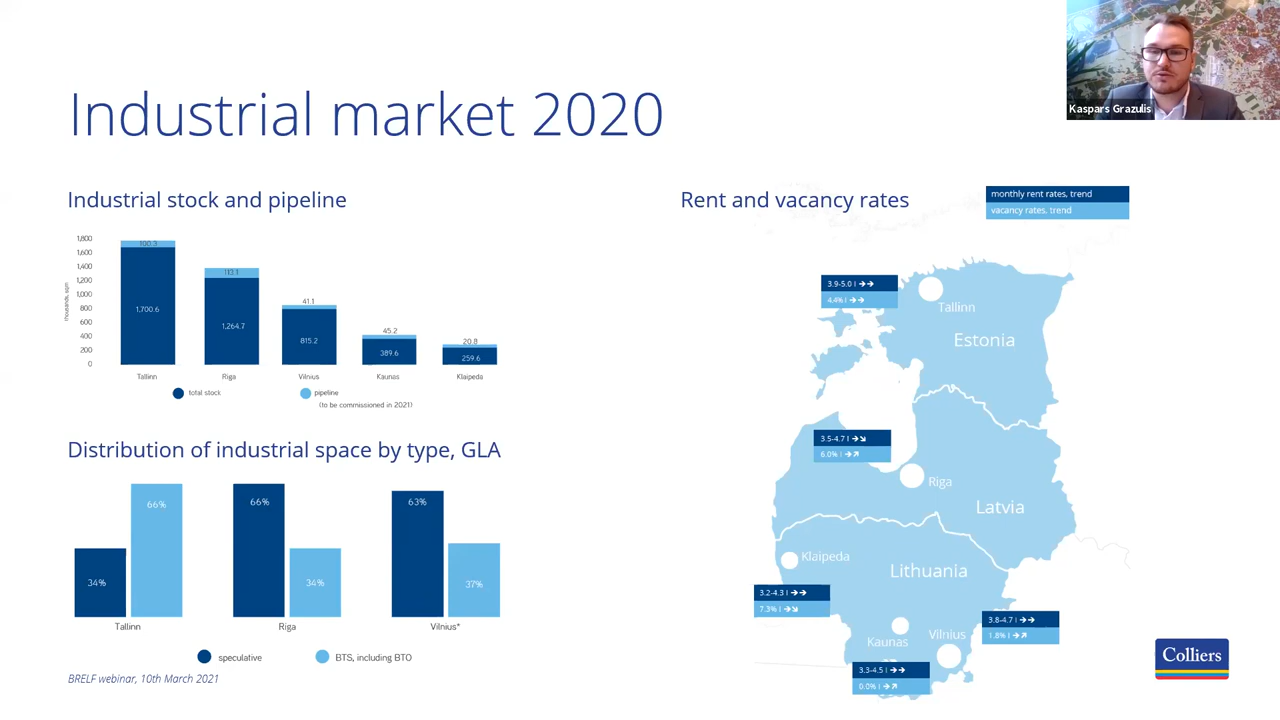 Kaspars Grazulis
Industrial market 2020
Industrial stock and pipeline
1,800
1,600
1,400
1,200
1,000
800
600
400
200
0
thousands, sqm
100.3
1,700.6
110.1
1,264.7
41.1
815.2
45.2
389.6
20.8
259.6
Tallinn
Riga
Vilnius
Kaunas
Klaipeda
total stock
pipeline
(to be commissioned in 2021)
Distribution of industrial space by type, GLA
34%
66%
66%
34%
63%
37%
Tallinn
Riga
Vilnius*
speculative
BTS, including BTO
BRELF webinar, 10th March 2021
Rent and vacancy rates
monthly rent rates, trend
vacancy rates, trend
3.9-5.0 | →→
4.4% | →→
Tallinn
Estonia
3.5-4.7 | →↘
6.0% | →↗
Riga
Latvia
Klaipeda
Lithuania
3.2-4.3 | →→
7.3% | →↘
3.8-4.7 | →→
1.8% | →↗
Kaunas
Vilnius
3.3-4.5 | →→
0.0% | →↗
Colliers